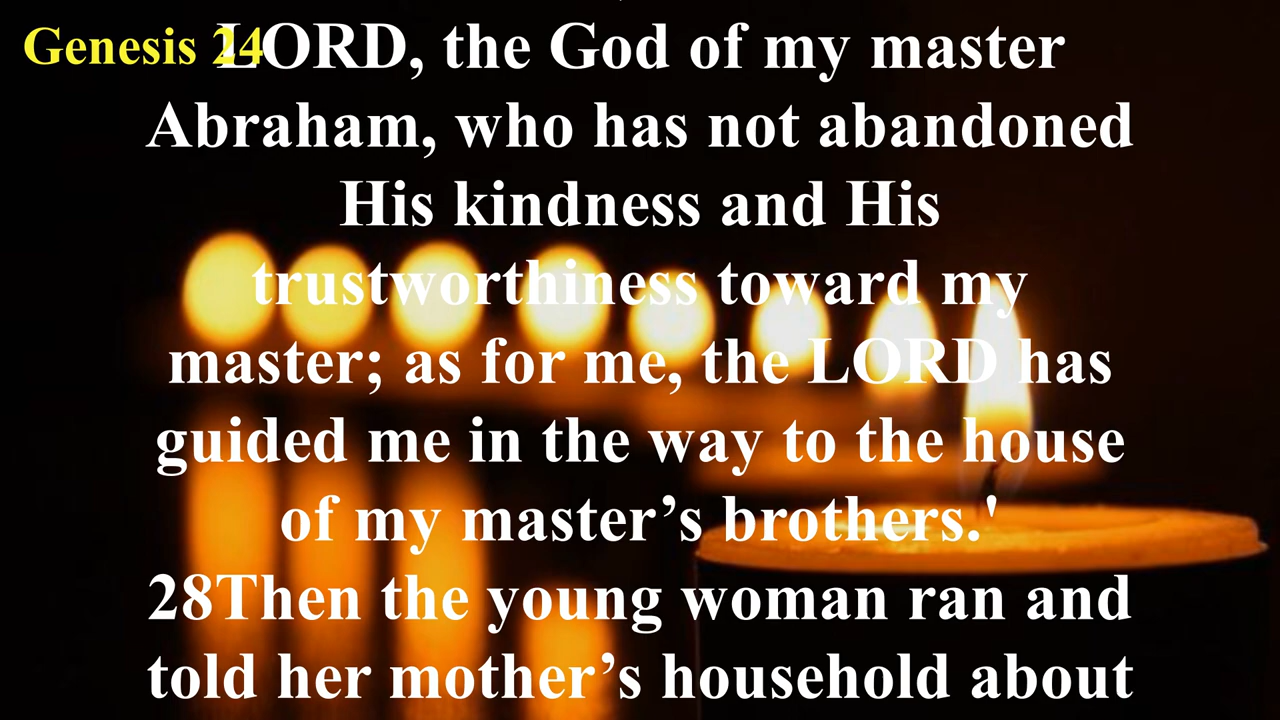 Genesis 24
LORD, the God of my master
Abraham, who has not abandoned
His kindness and His
trustworthiness toward my
master; as for me, the LORD has
guided me in the way to the house
of my master’s brothers.'
28Then the young woman ran and
told her mother’s household about